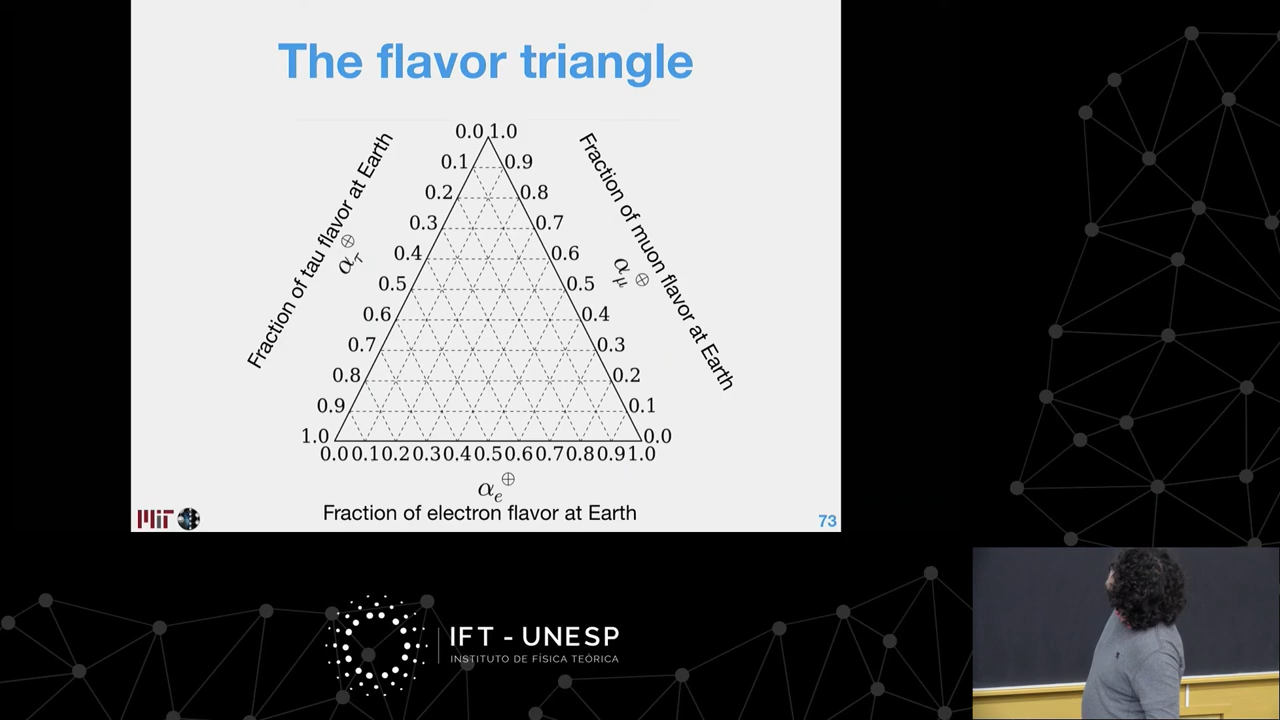 The flavor triangle
0.0 1.0
0.1 0.9
0.2 0.8
0.3 0.7
0.4 0.6
0.5 0.5
0.6 0.4
0.7 0.3
0.8 0.2
0.9 0.1
1.0 0.0
0.0 0.1 0.2 0.3 0.4 0.5 0.6 0.7 0.8 0.9 1.0
Fraction of tau flavor at Earth
α_τ^⊕
Fraction of muon flavor at Earth
α_μ^⊕
α_e^⊕
Fraction of electron flavor at Earth
MIT
73
IFT - UNESP
INSTITUTO DE FÍSICA TEÓRICA